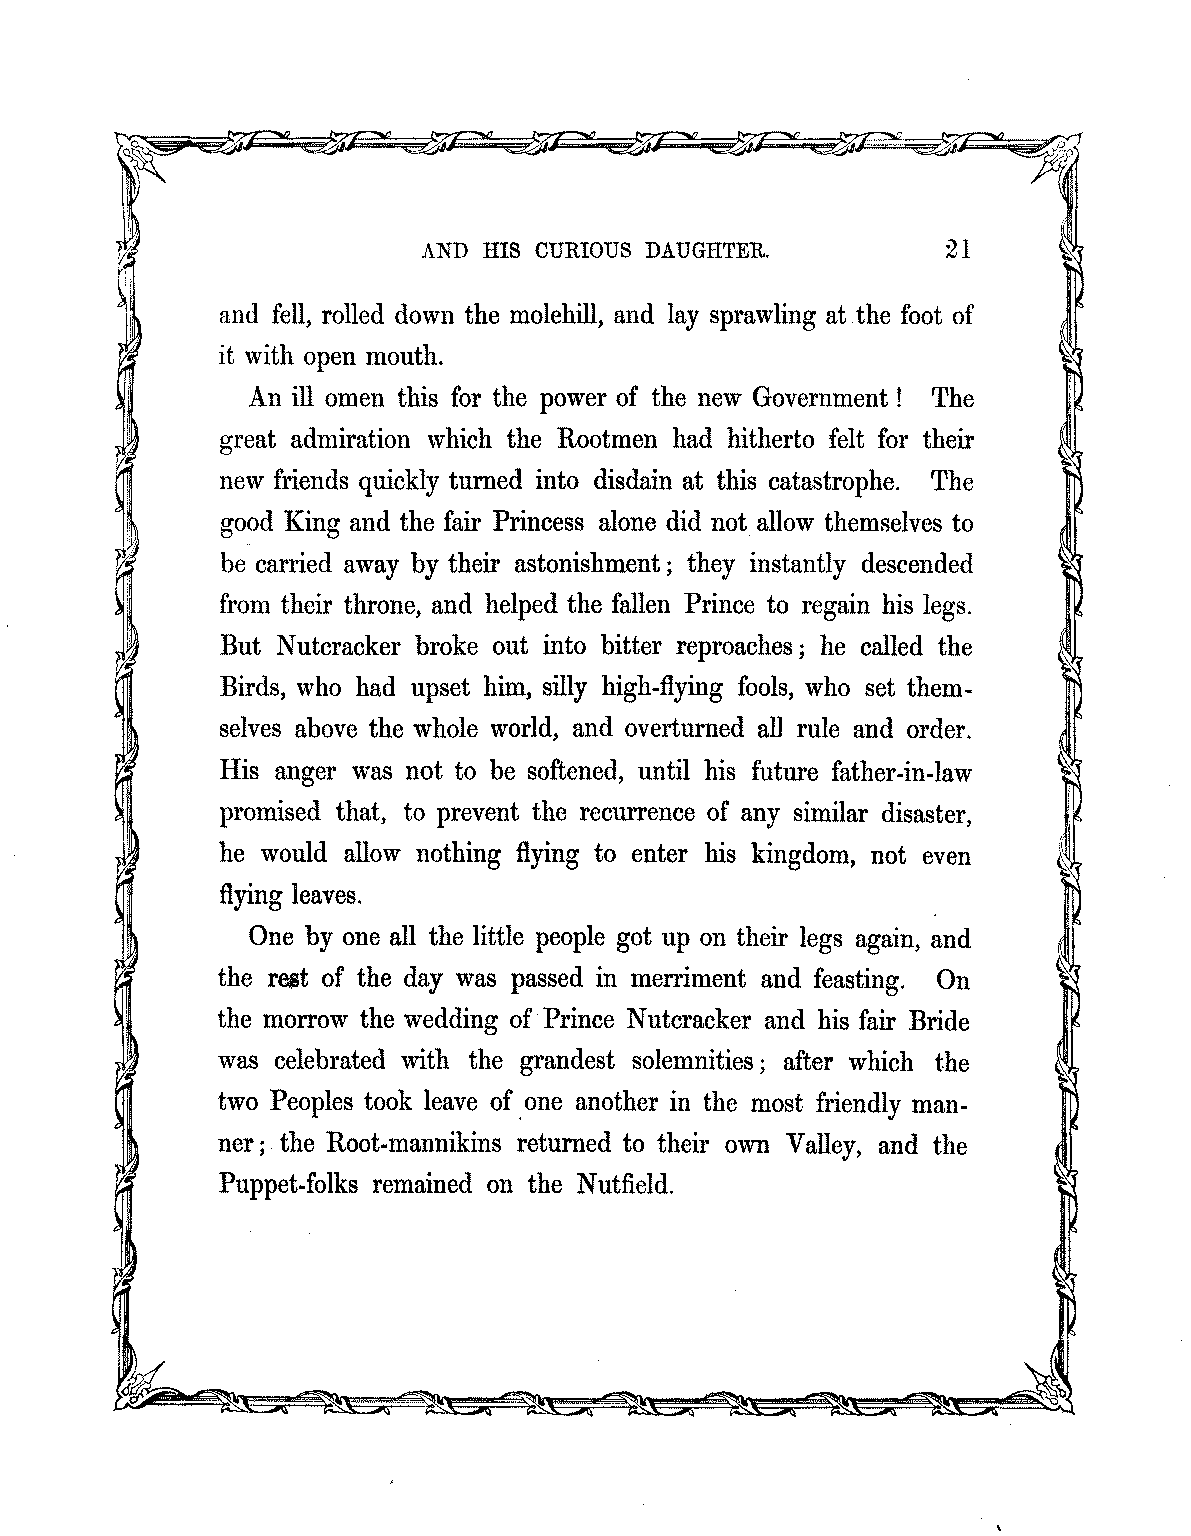 AND HIS CURIOUS DAUGHTER. 21
and fell, rolled down the molehill, and lay sprawling at the foot of
it with open mouth.
An ill omen this for the power of the new Government! The
great admiration which the Rootmen had hitherto felt for their
new friends quickly turned into disdain at this catastrophe. The
good King and the fair Princess alone did not allow themselves to
be carried away by their astonishment; they instantly descended
from their throne, and helped the fallen Prince to regain his legs.
But Nutcracker broke out into bitter reproaches; he called the
Birds, who had upset him, silly high-flying fools, who set them-
selves above the whole world, and overturned all rule and order.
His anger was not to be softened, until his future father-in-law
promised that, to prevent the recurrence of any similar disaster,
he would allow nothing flying to enter his kingdom, not even
flying leaves.
One by one all the little people got up on their legs again, and
the rest of the day was passed in merriment and feasting. On
the morrow the wedding of Prince Nutcracker and his fair Bride
was celebrated with the grandest solemnities; after which the
two Peoples took leave of one another in the most friendly man-
ner; the Root-mannikins returned to their own Valley, and the
Puppet-folks remained on the Nutfield.